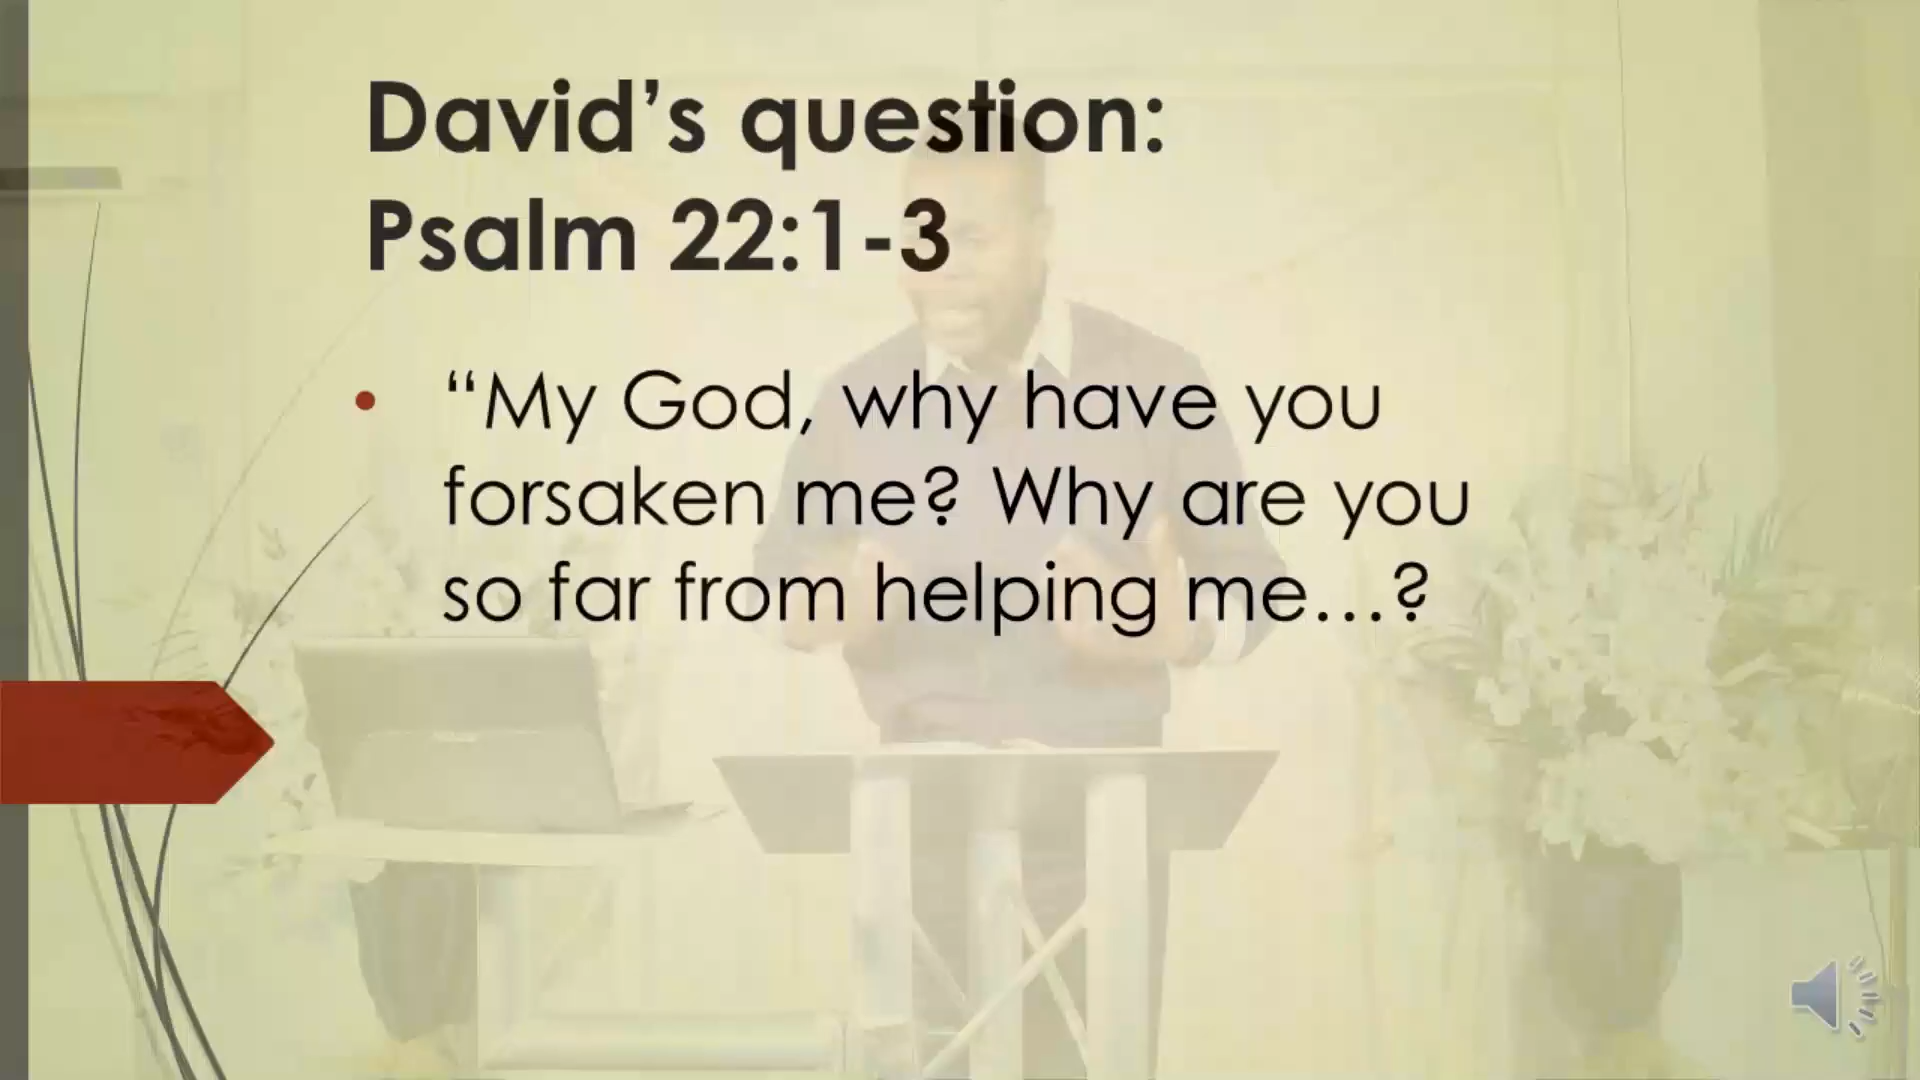 David’s question:
Psalm 22:1-3
“My God, why have you
forsaken me? Why are you
so far from helping me…?